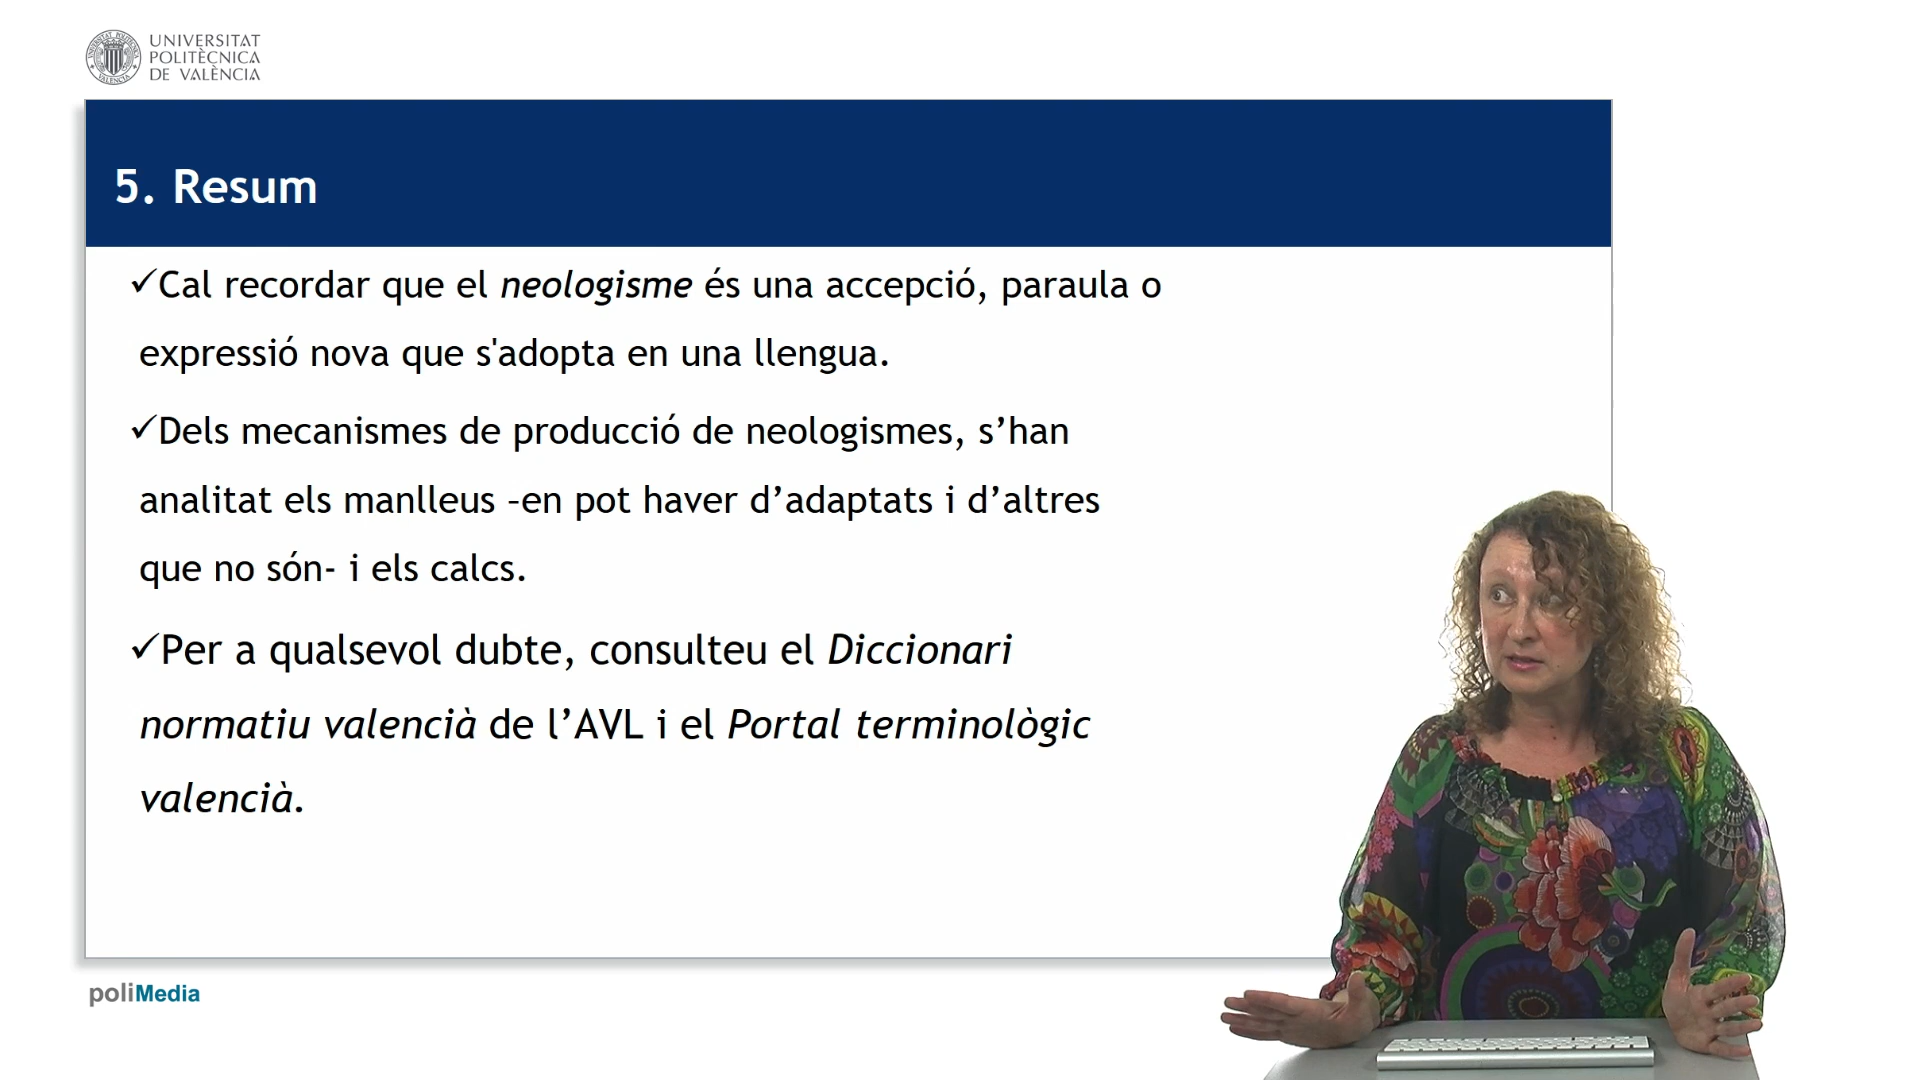 UNIVERSITAT
POLITÈCNICA
DE VALÈNCIA
5. Resum
✓Cal recordar que el neologisme és una accepció, paraula o
expressió nova que s'adopta en una llengua.
✓Dels mecanismes de producció de neologismes, s’han
analitat els manlleus –en pot haver d’adaptats i d’altres
que no són- i els calcs.
✓Per a qualsevol dubte, consulteu el Diccionari
normatiu valencià de l’AVL i el Portal terminològic
valencià.
poliMedia